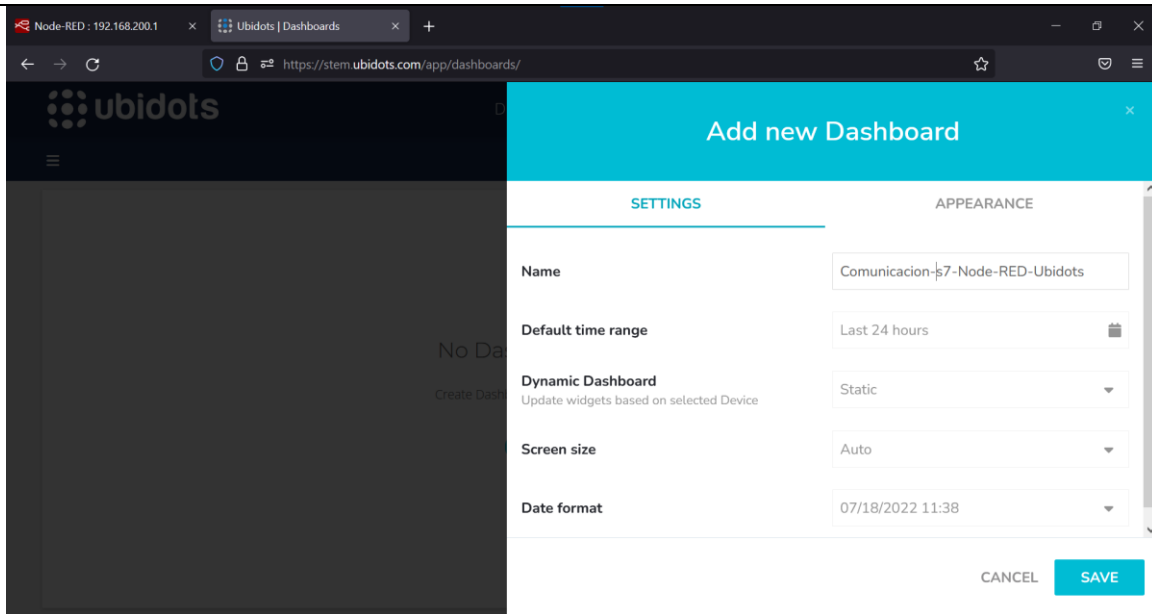 Node-RED : 192.168.200.1
Ubidots | Dashboards
https://stem.ubidots.com/app/dashboards/
ubidots
D
Add new Dashboard
SETTINGS
APPEARANCE
Name
Comunicacion-s7-Node-RED-Ubidots
Default time range
Last 24 hours
No Da
Dynamic Dashboard
Static
Update widgets based on selected Device
Create Dash
Screen size
Auto
Date format
07/18/2022 11:38
CANCEL
SAVE